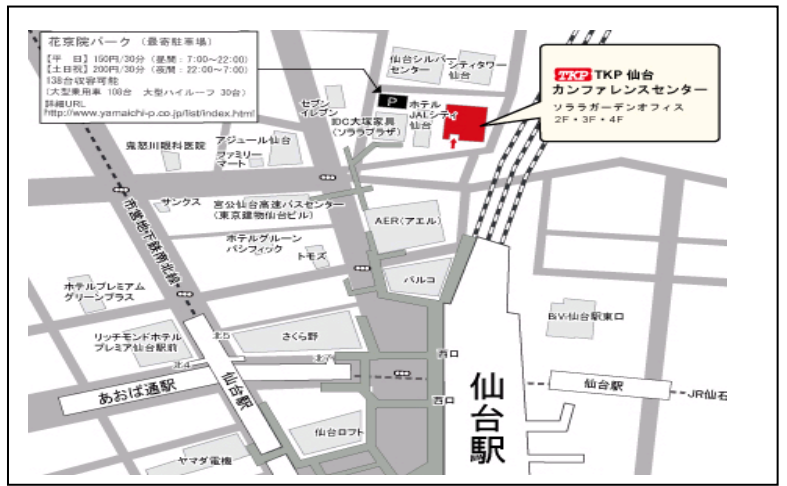 花京院パーク (最寄駐車場)
【平　日】150円/30分(昼間:7:00〜22:00)
【土日祝】200円/30分(夜間:22:00〜7:00)
138台収容可能
(大型乗用車 108台 大型ハイルーフ 30台)
詳細URL
http://www.yamaichi-p.co.jp/list/index.html
仙台シルバー
センター
シティタワー
仙台
TKP TKP 仙台
カンファレンスセンター
ソララガーデンオフィス
2F・3F・4F
セブン
イレブン
P
ホテル
JALシティ
仙台
IDC大塚家具
(ソララプラザ)
鬼怒川眼科医院
アジュール仙台
ファミリー
マート
サンクス
宮公仙台高速バスセンター
(東京建物仙台ビル)
AER(アエル)
市営地下鉄南北線
ホテルグルーン
パシフィック
トモズ
パルコ
ホテルプレミアム
グリーンプラス
BiVi仙台駅東口
リッチモンドホテル
プレミア仙台駅前
北5
さくら野
北4
北7
西口
あおば通駅
仙台駅
西口
仙台駅
仙台駅
JR仙石
仙台ロフト
ヤマダ電機